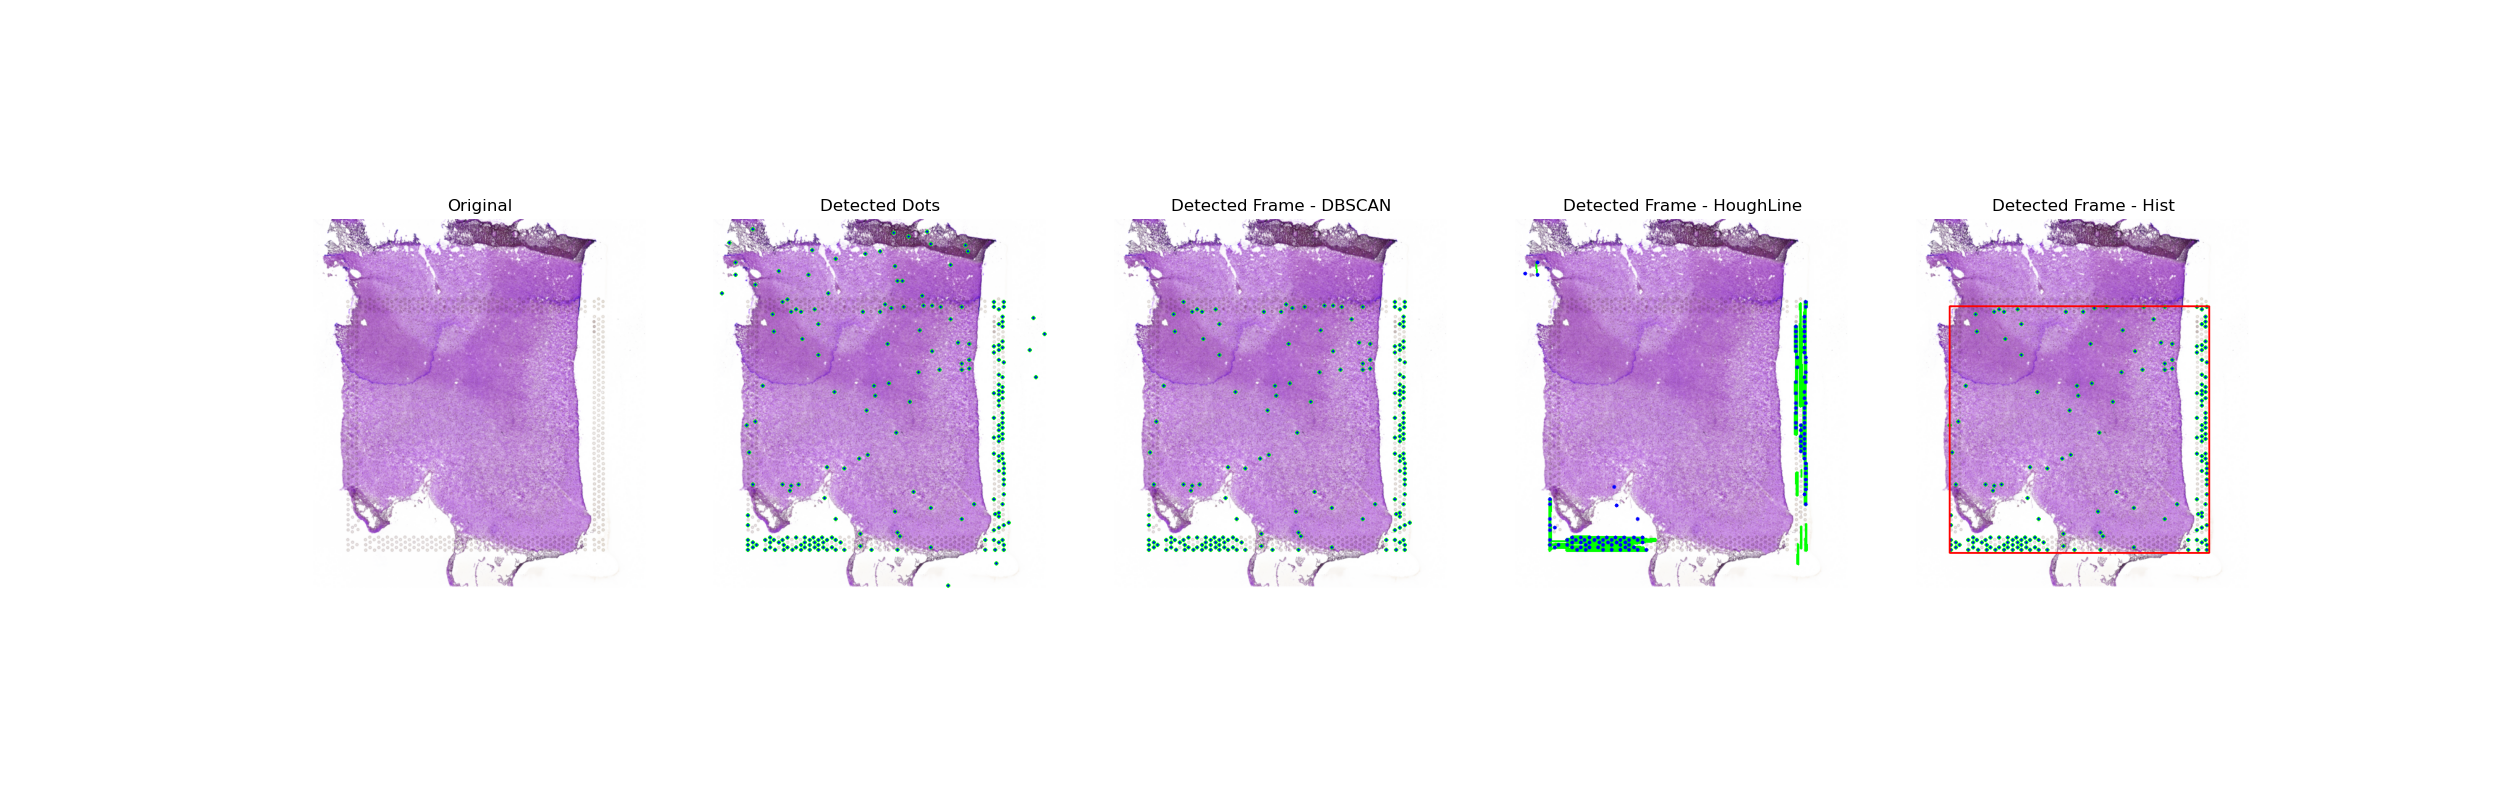 Original
Detected Dots
Detected Frame - DBSCAN
Detected Frame - HoughLine
Detected Frame - Hist